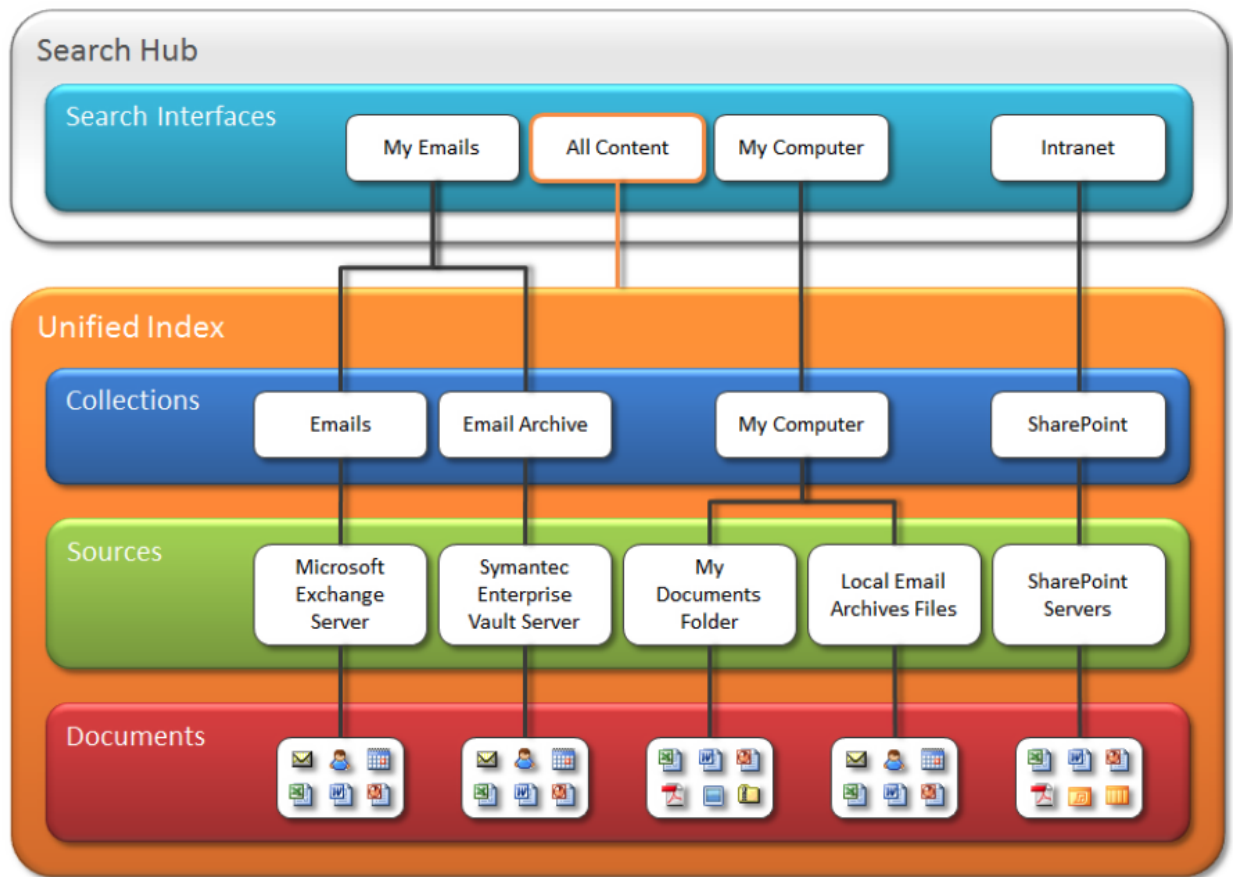 Search Hub
Search Interfaces
My Emails
All Content
My Computer
Intranet
Unified Index
Collections
Emails
Email Archive
My Computer
SharePoint
Sources
Microsoft
Exchange
Server
Symantec
Enterprise
Vault Server
My
Documents
Folder
Local Email
Archives Files
SharePoint
Servers
Documents